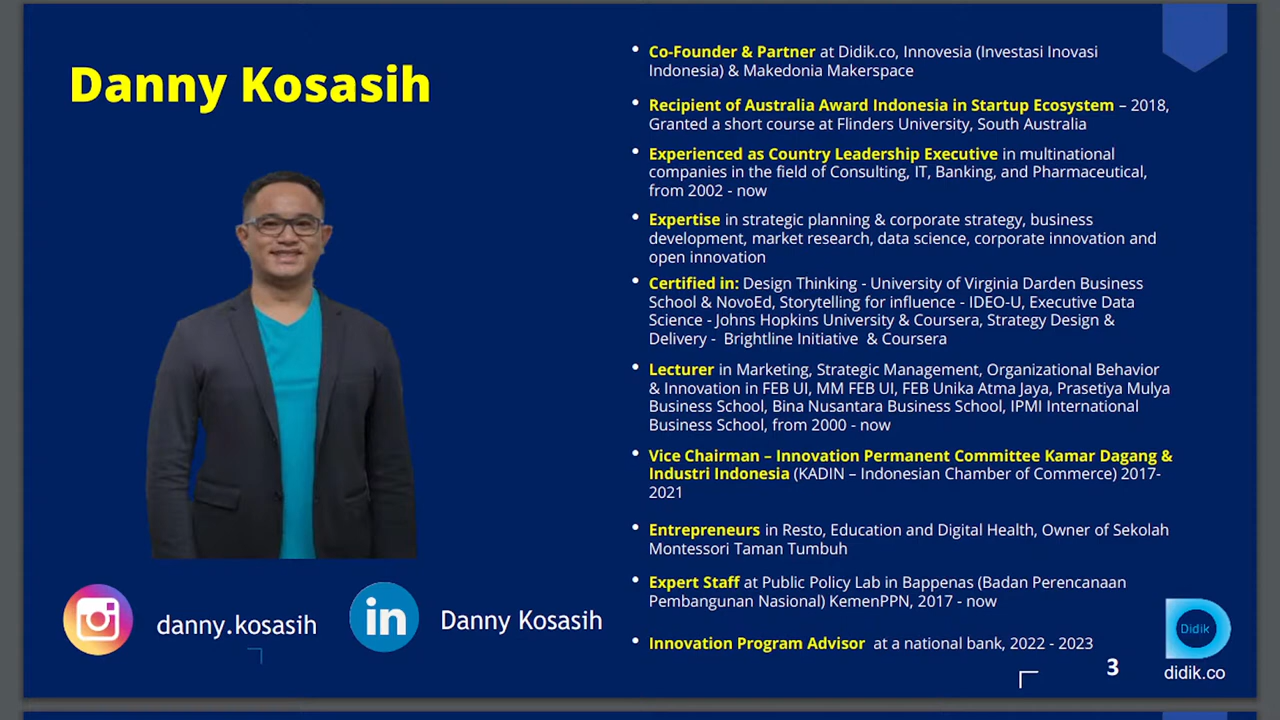 Danny Kosasih
• Co-Founder & Partner at Didik.co, Innovesia (Investasi Inovasi
Indonesia) & Makedonia Makerspace
• Recipient of Australia Award Indonesia in Startup Ecosystem – 2018,
Granted a short course at Flinders University, South Australia
• Experienced as Country Leadership Executive in multinational
companies in the field of Consulting, IT, Banking, and Pharmaceutical,
from 2002 - now
• Expertise in strategic planning & corporate strategy, business
development, market research, data science, corporate innovation and
open innovation
• Certified in: Design Thinking - University of Virginia Darden Business
School & NovoEd, Storytelling for influence - IDEO-U, Executive Data
Science - Johns Hopkins University & Coursera, Strategy Design &
Delivery - Brightline Initiative & Coursera
• Lecturer in Marketing, Strategic Management, Organizational Behavior
& Innovation in FEB UI, MM FEB UI, FEB Unika Atma Jaya, Prasetiya Mulya
Business School, Bina Nusantara Business School, IPMI International
Business School, from 2000 - now
• Vice Chairman – Innovation Permanent Committee Kamar Dagang &
Industri Indonesia (KADIN – Indonesian Chamber of Commerce) 2017-
2021
• Entrepreneurs in Resto, Education and Digital Health, Owner of Sekolah
Montessori Taman Tumbuh
• Expert Staff at Public Policy Lab in Bappenas (Badan Perencanaan
Pembangunan Nasional) KemenPPN, 2017 - now
• Innovation Program Advisor at a national bank, 2022 - 2023
danny.kosasih
in
Danny Kosasih
3
Didik
didik.co